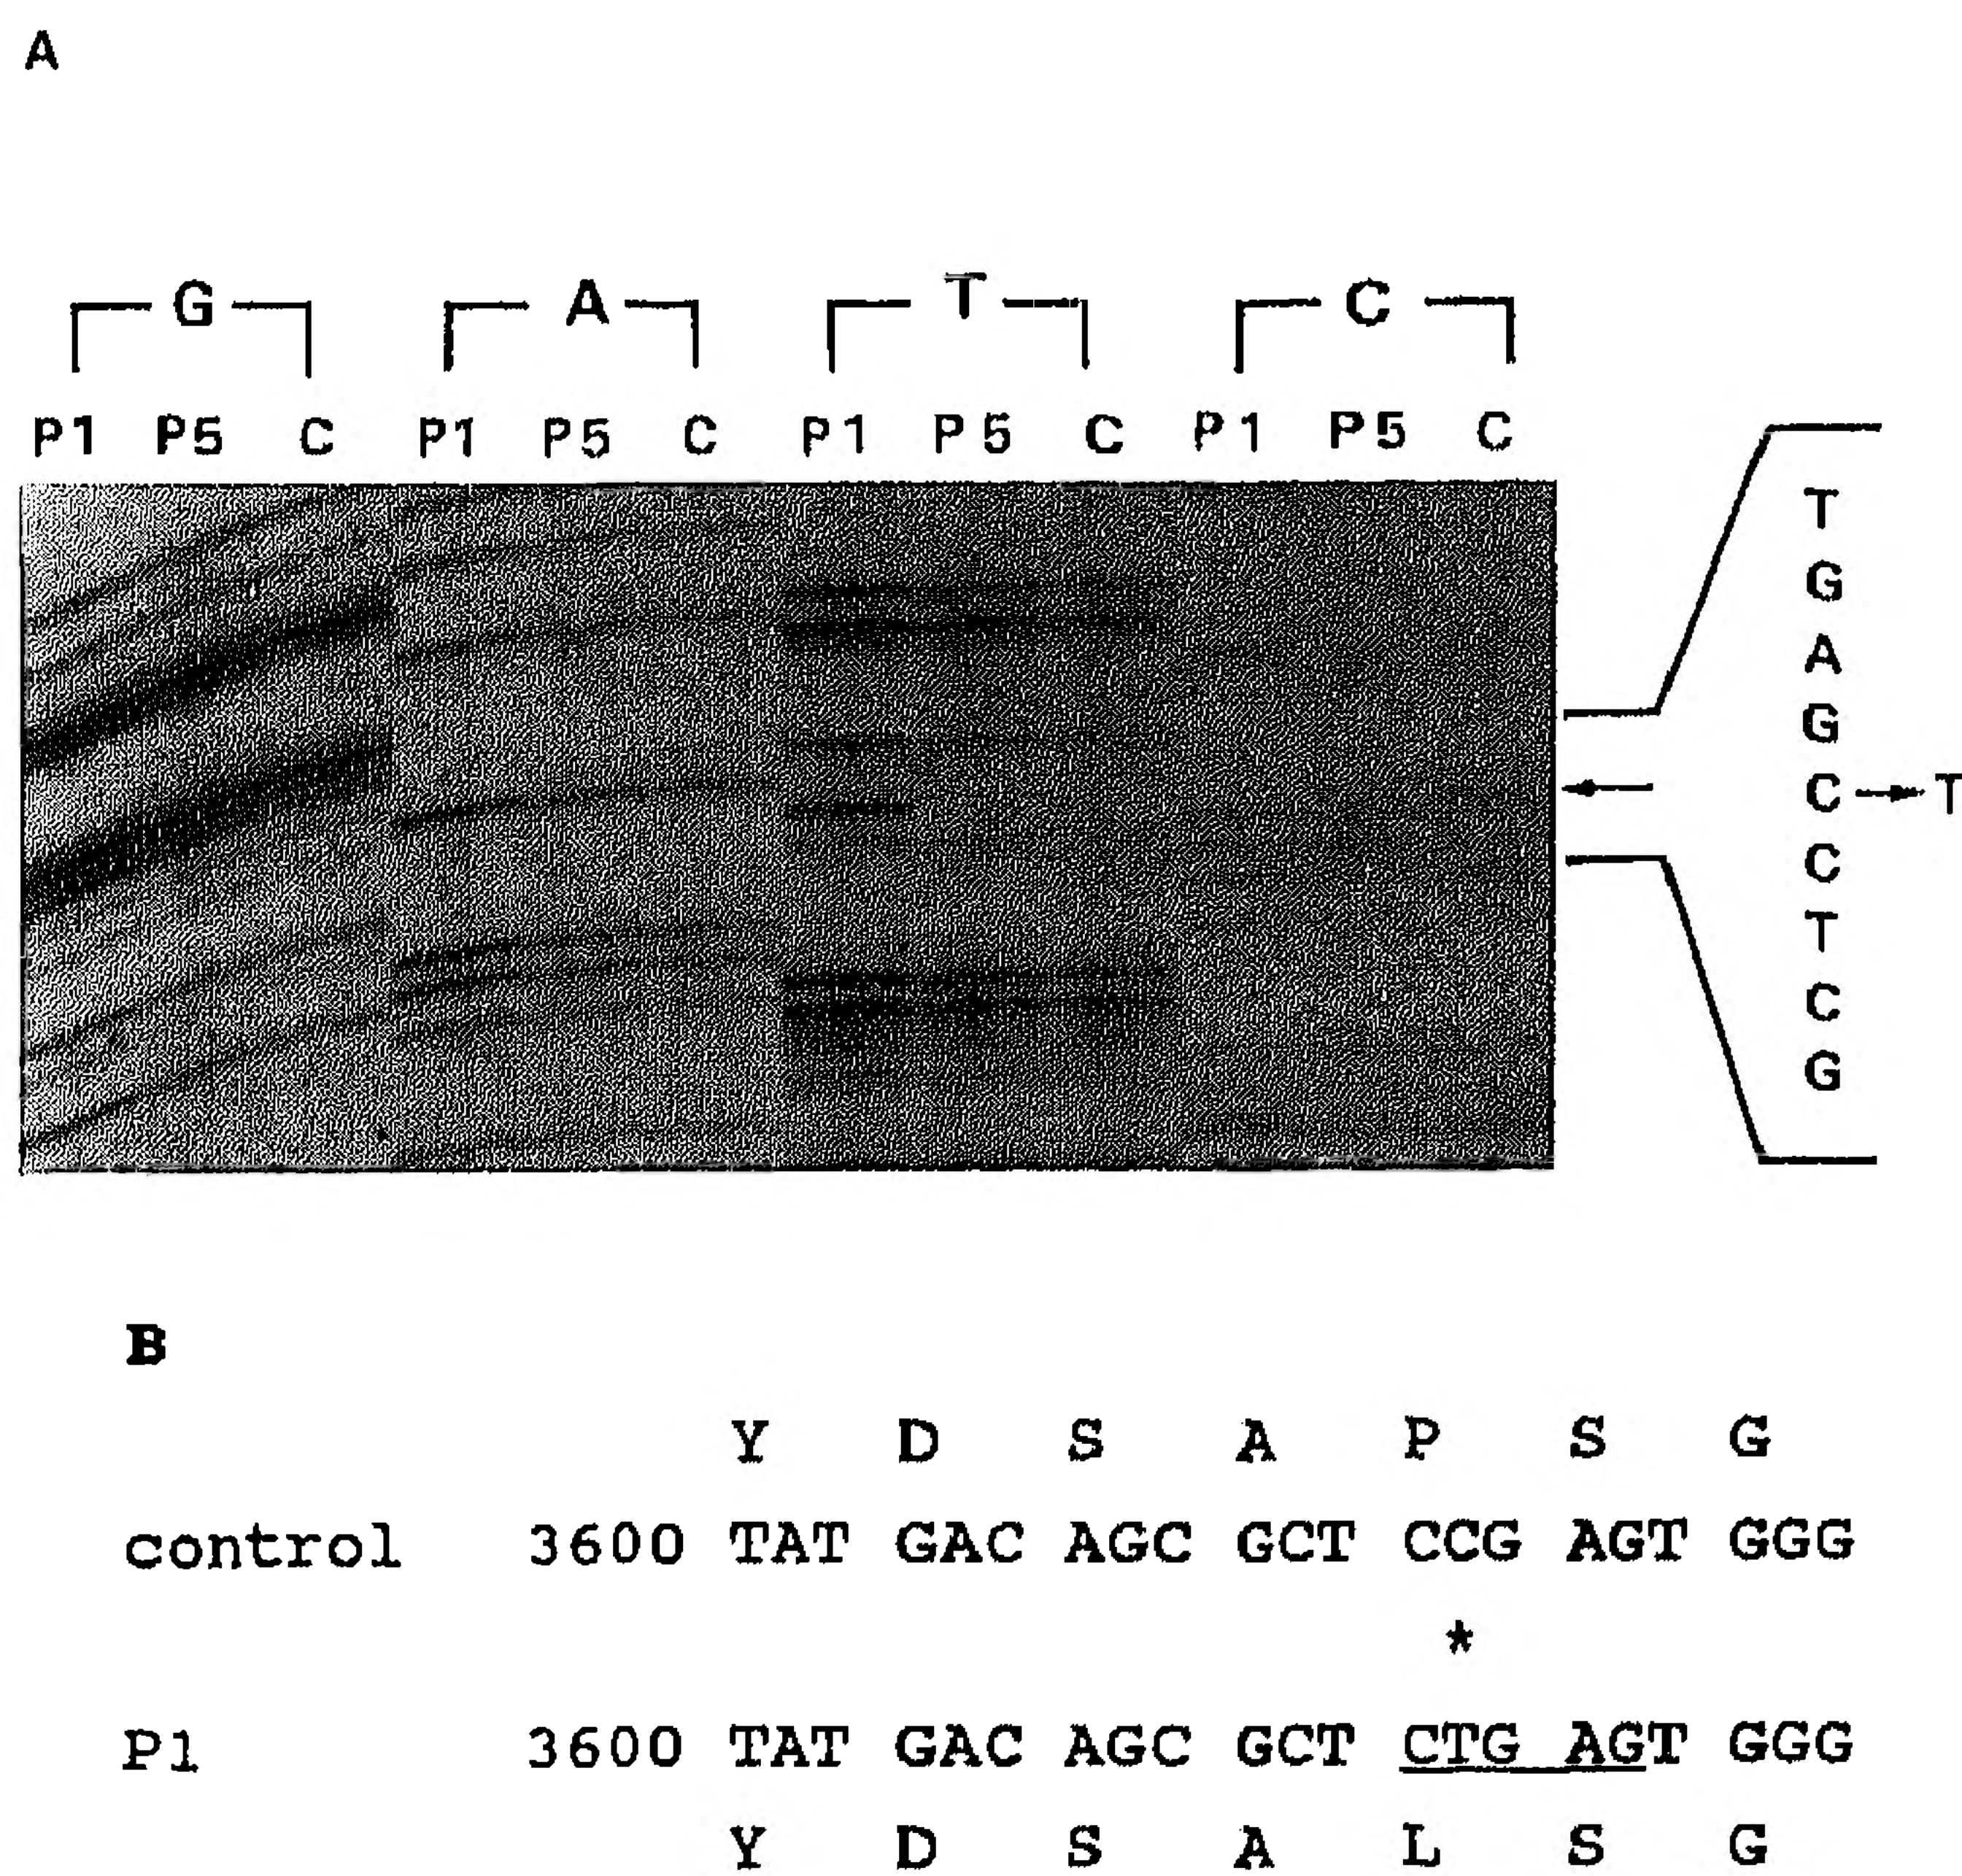 A
G A T C
P1 P5 C P1 P5 C P1 P5 C P1 P5 C
T
G
A
G
C → T
C
T
C
G
B
Y D S A P S G
control 3600 TAT GAC AGC GCT CCG AGT GGG
*
P1 3600 TAT GAC AGC GCT CTG AGT GGG
Y D S A L S G